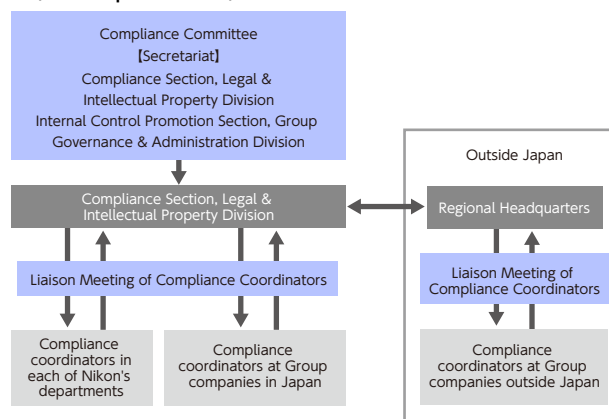 Compliance Committee
【Secretariat】
Compliance Section, Legal &
Intellectual Property Division
Internal Control Promotion Section, Group
Governance & Administration Division
Outside Japan
Compliance Section, Legal &
Intellectual Property Division
Regional Headquarters
Liaison Meeting of Compliance Coordinators
Liaison Meeting of
Compliance Coordinators
Compliance
coordinators in
each of Nikon's
departments
Compliance
coordinators at Group
companies in Japan
Compliance
coordinators at Group
companies outside Japan